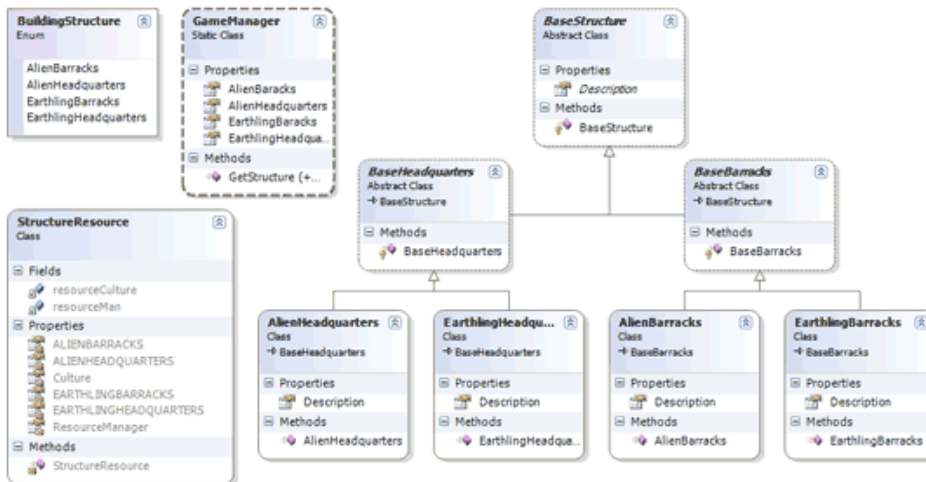 BuildingStructure
Enum
AlienBarracks
AlienHeadquarters
EarthlingBarracks
EarthlingHeadquarters
GameManager
Static Class
Properties
AlienBaracks
AlienHeadquarters
EarthlingBaracks
EarthlingHeadqua...
Methods
GetStructure (+...
BaseStructure
Abstract Class
Properties
Description
Methods
BaseStructure
BaseHeadquarters
Abstract Class
BaseStructure
Methods
BaseHeadquarters
BaseBarracks
Abstract Class
BaseStructure
Methods
BaseBarracks
StructureResource
Class
Fields
resourceCulture
resourceMan
Properties
ALIENBARRACKS
ALIENHEADQUARTERS
Culture
EARTHLINGBARRACKS
EARTHLINGHEADQUARTERS
ResourceManager
Methods
StructureResource
AlienHeadquarters
Class
BaseHeadquarters
Properties
Description
Methods
AlienHeadquarters
EarthlingHeadqu...
Class
BaseHeadquarters
Properties
Description
Methods
EarthlingHeadqua...
AlienBarracks
Class
BaseBarracks
Properties
Description
Methods
AlienBarracks
EarthlingBarracks
Class
BaseBarracks
Properties
Description
Methods
EarthlingBarracks